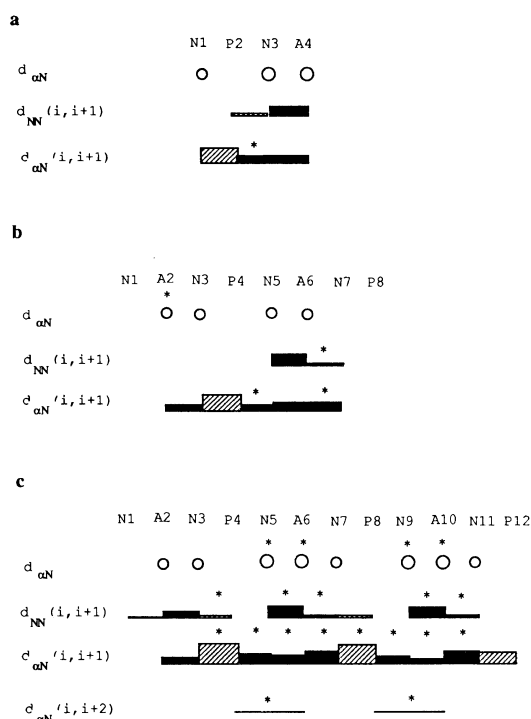 a
N1 P2 N3 A4
d αN
d NN (i,i+1)
*
d αN (i,i+1)
b
N1 A2 N3 P4 N5 A6 N7 P8
*
d αN
*
d NN (i,i+1)
* *
d αN (i,i+1)
c
N1 A2 N3 P4 N5 A6 N7 P8 N9 A10 N11 P12
* * * *
d αN
* * * * *
d NN (i,i+1)
* * * * * * * *
d αN (i,i+1)
* *
d αN (i,i+2)